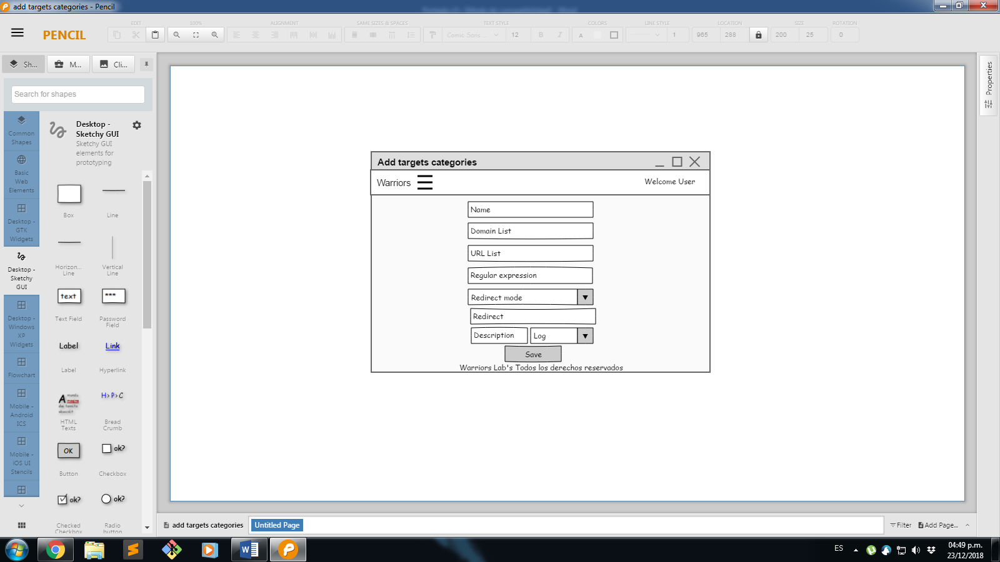 add targets categories - Pencil
EDIT
100%
ALIGNMENT
SAME SIZES & SPACES
TEXT STYLE
COLORS
LINE STYLE
LOCATION
SIZE
ROTATION
PENCIL
Comic Sans ...
12
B
I
A
1
965
288
200
25
0
Sh...
M...
Cli...
Properties
Search for shapes
Common
Shapes
Basic
Web
Elements
Desktop -
GTK
Widgets
Desktop -
Sketchy
GUI
Desktop -
Windows
XP
Widgets
Flowchart
Mobile -
Android
ICS
Mobile -
iOS UI
Stencils
Desktop -
Sketchy GUI
Sketchy GUI
elements for
prototyping
Box
Line
Horizon...
Line
Vertical
Line
text
***
Text Field
Password
Field
Label
Link
Label
Hyperlink
H>P>C
HTML
Texts
Bread
Crumb
OK
ok?
Button
Checkbox
ok?
ok?
Checked
Checkbox
Radio
button
Add targets categories
Warriors
Welcome User
Name
Domain List
URL List
Regular expression
Redirect mode
Redirect
Description
Log
Save
Warriors Lab's Todos los derechos reservados
add targets categories
Untitled Page
Filter
Add Page...
ES
04:49 p.m.
23/12/2018